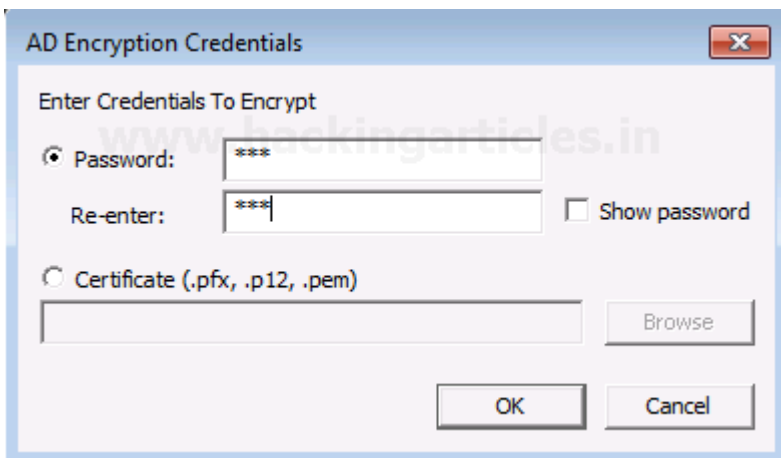 AD Encryption Credentials
Enter Credentials To Encrypt
www.hackingarticles.in
Password: ***
Re-enter: ***
Show password
Certificate (.pfx, .p12, .pem)
Browse
OK
Cancel